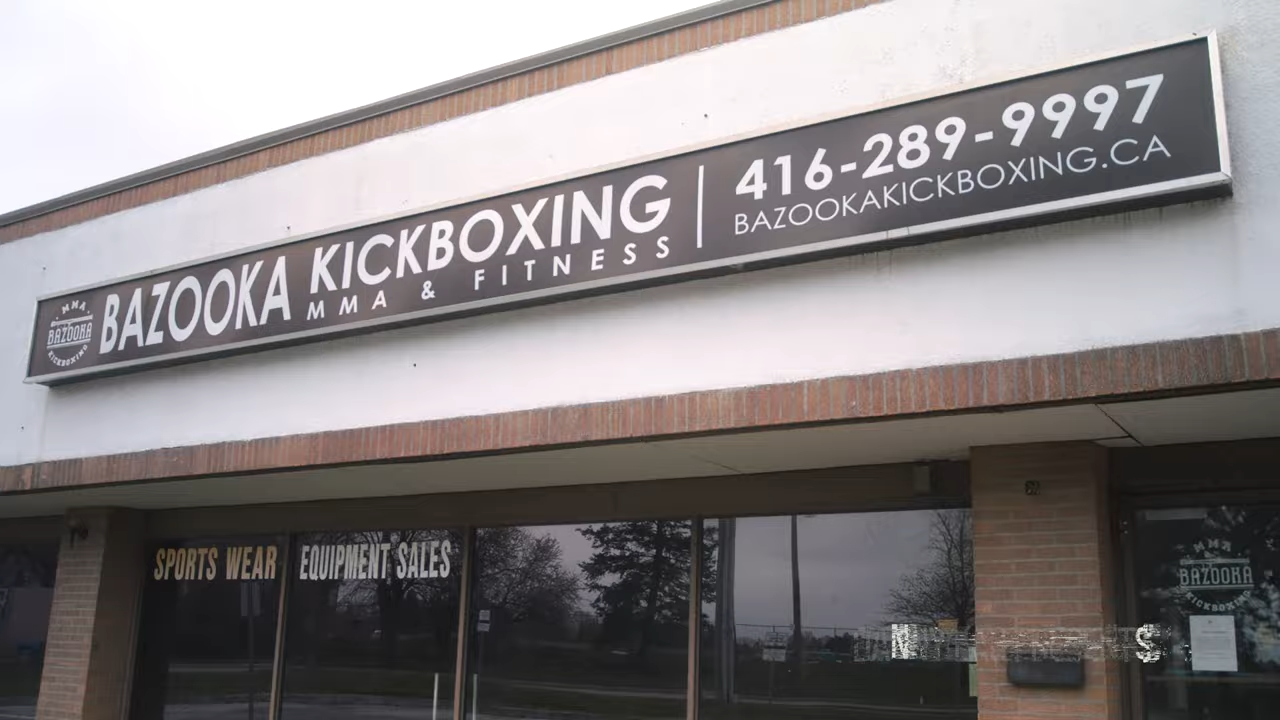 BAZOOKA KICKBOXING
MMA & FITNESS
416-289-9997
BAZOOKAKICKBOXING.CA
MMA
BAZOOKA
KICKBOXING
SPORTS WEAR
EQUIPMENT SALES
MMA
BAZOOKA
KICKBOXING